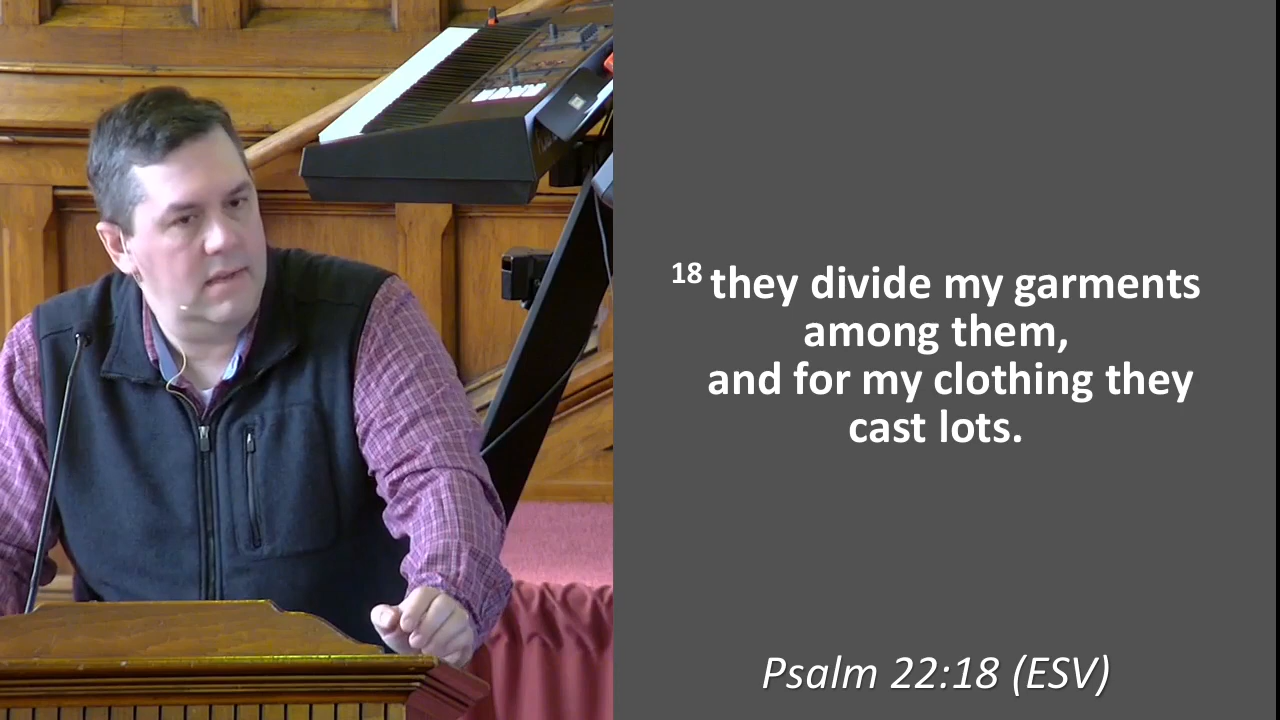 18 they divide my garments
among them,
and for my clothing they
cast lots.
Psalm 22:18 (ESV)